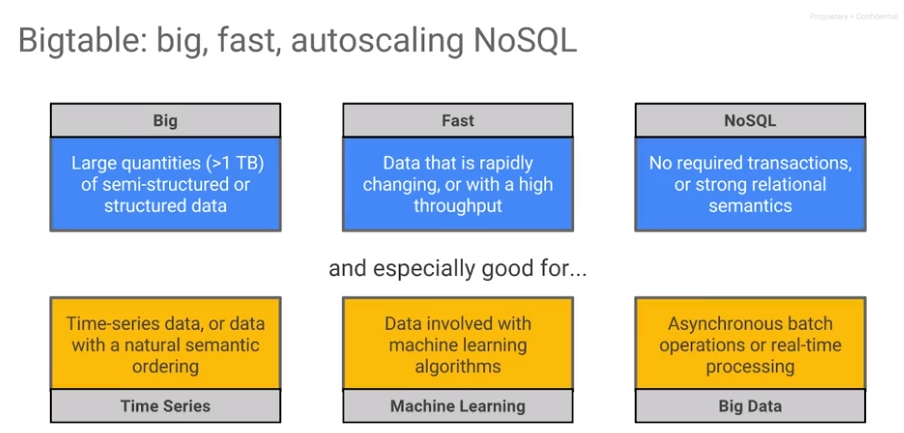 Proprietary + Confidential
Bigtable: big, fast, autoscaling NoSQL
Big
Large quantities (>1 TB)
of semi-structured or
structured data
Fast
Data that is rapidly
changing, or with a high
throughput
NoSQL
No required transactions,
or strong relational
semantics
and especially good for...
Time-series data, or data
with a natural semantic
ordering
Time Series
Data involved with
machine learning
algorithms
Machine Learning
Asynchronous batch
operations or real-time
processing
Big Data